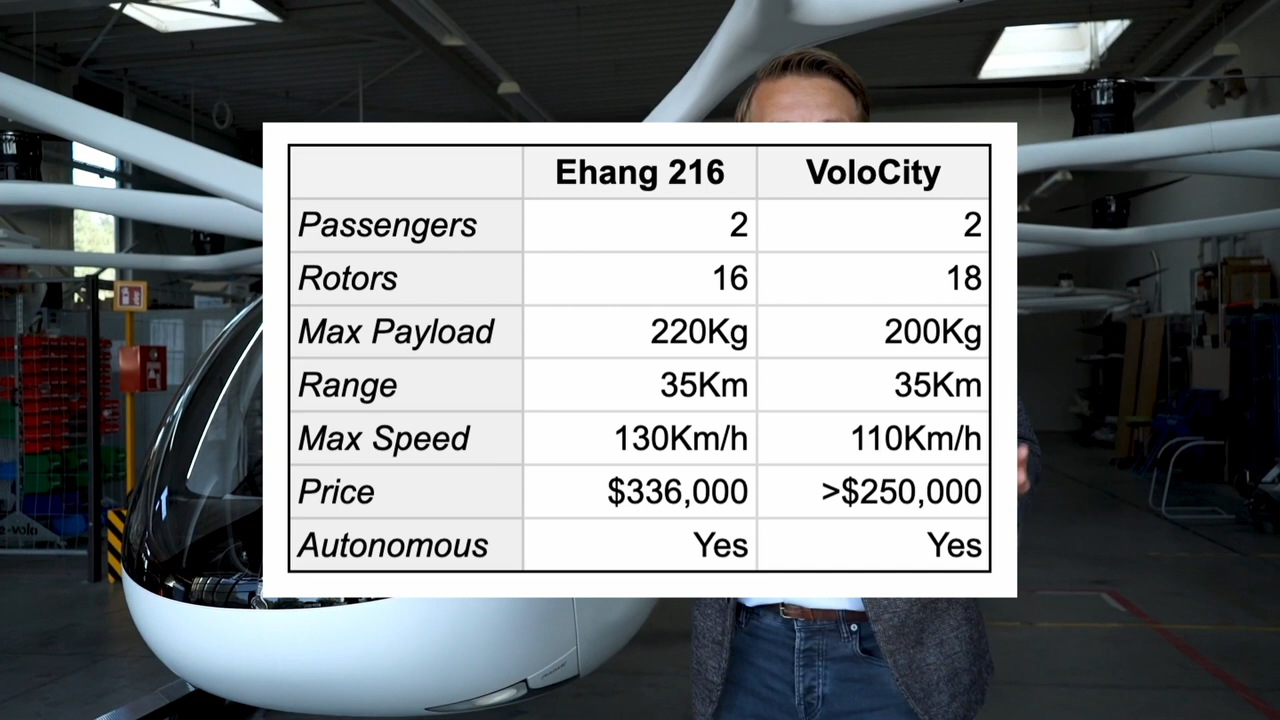 Ehang 216 VoloCity
Passengers 2 2
Rotors 16 18
Max Payload 220Kg 200Kg
Range 35Km 35Km
Max Speed 130Km/h 110Km/h
Price $336,000 >$250,000
Autonomous Yes Yes
e-volo